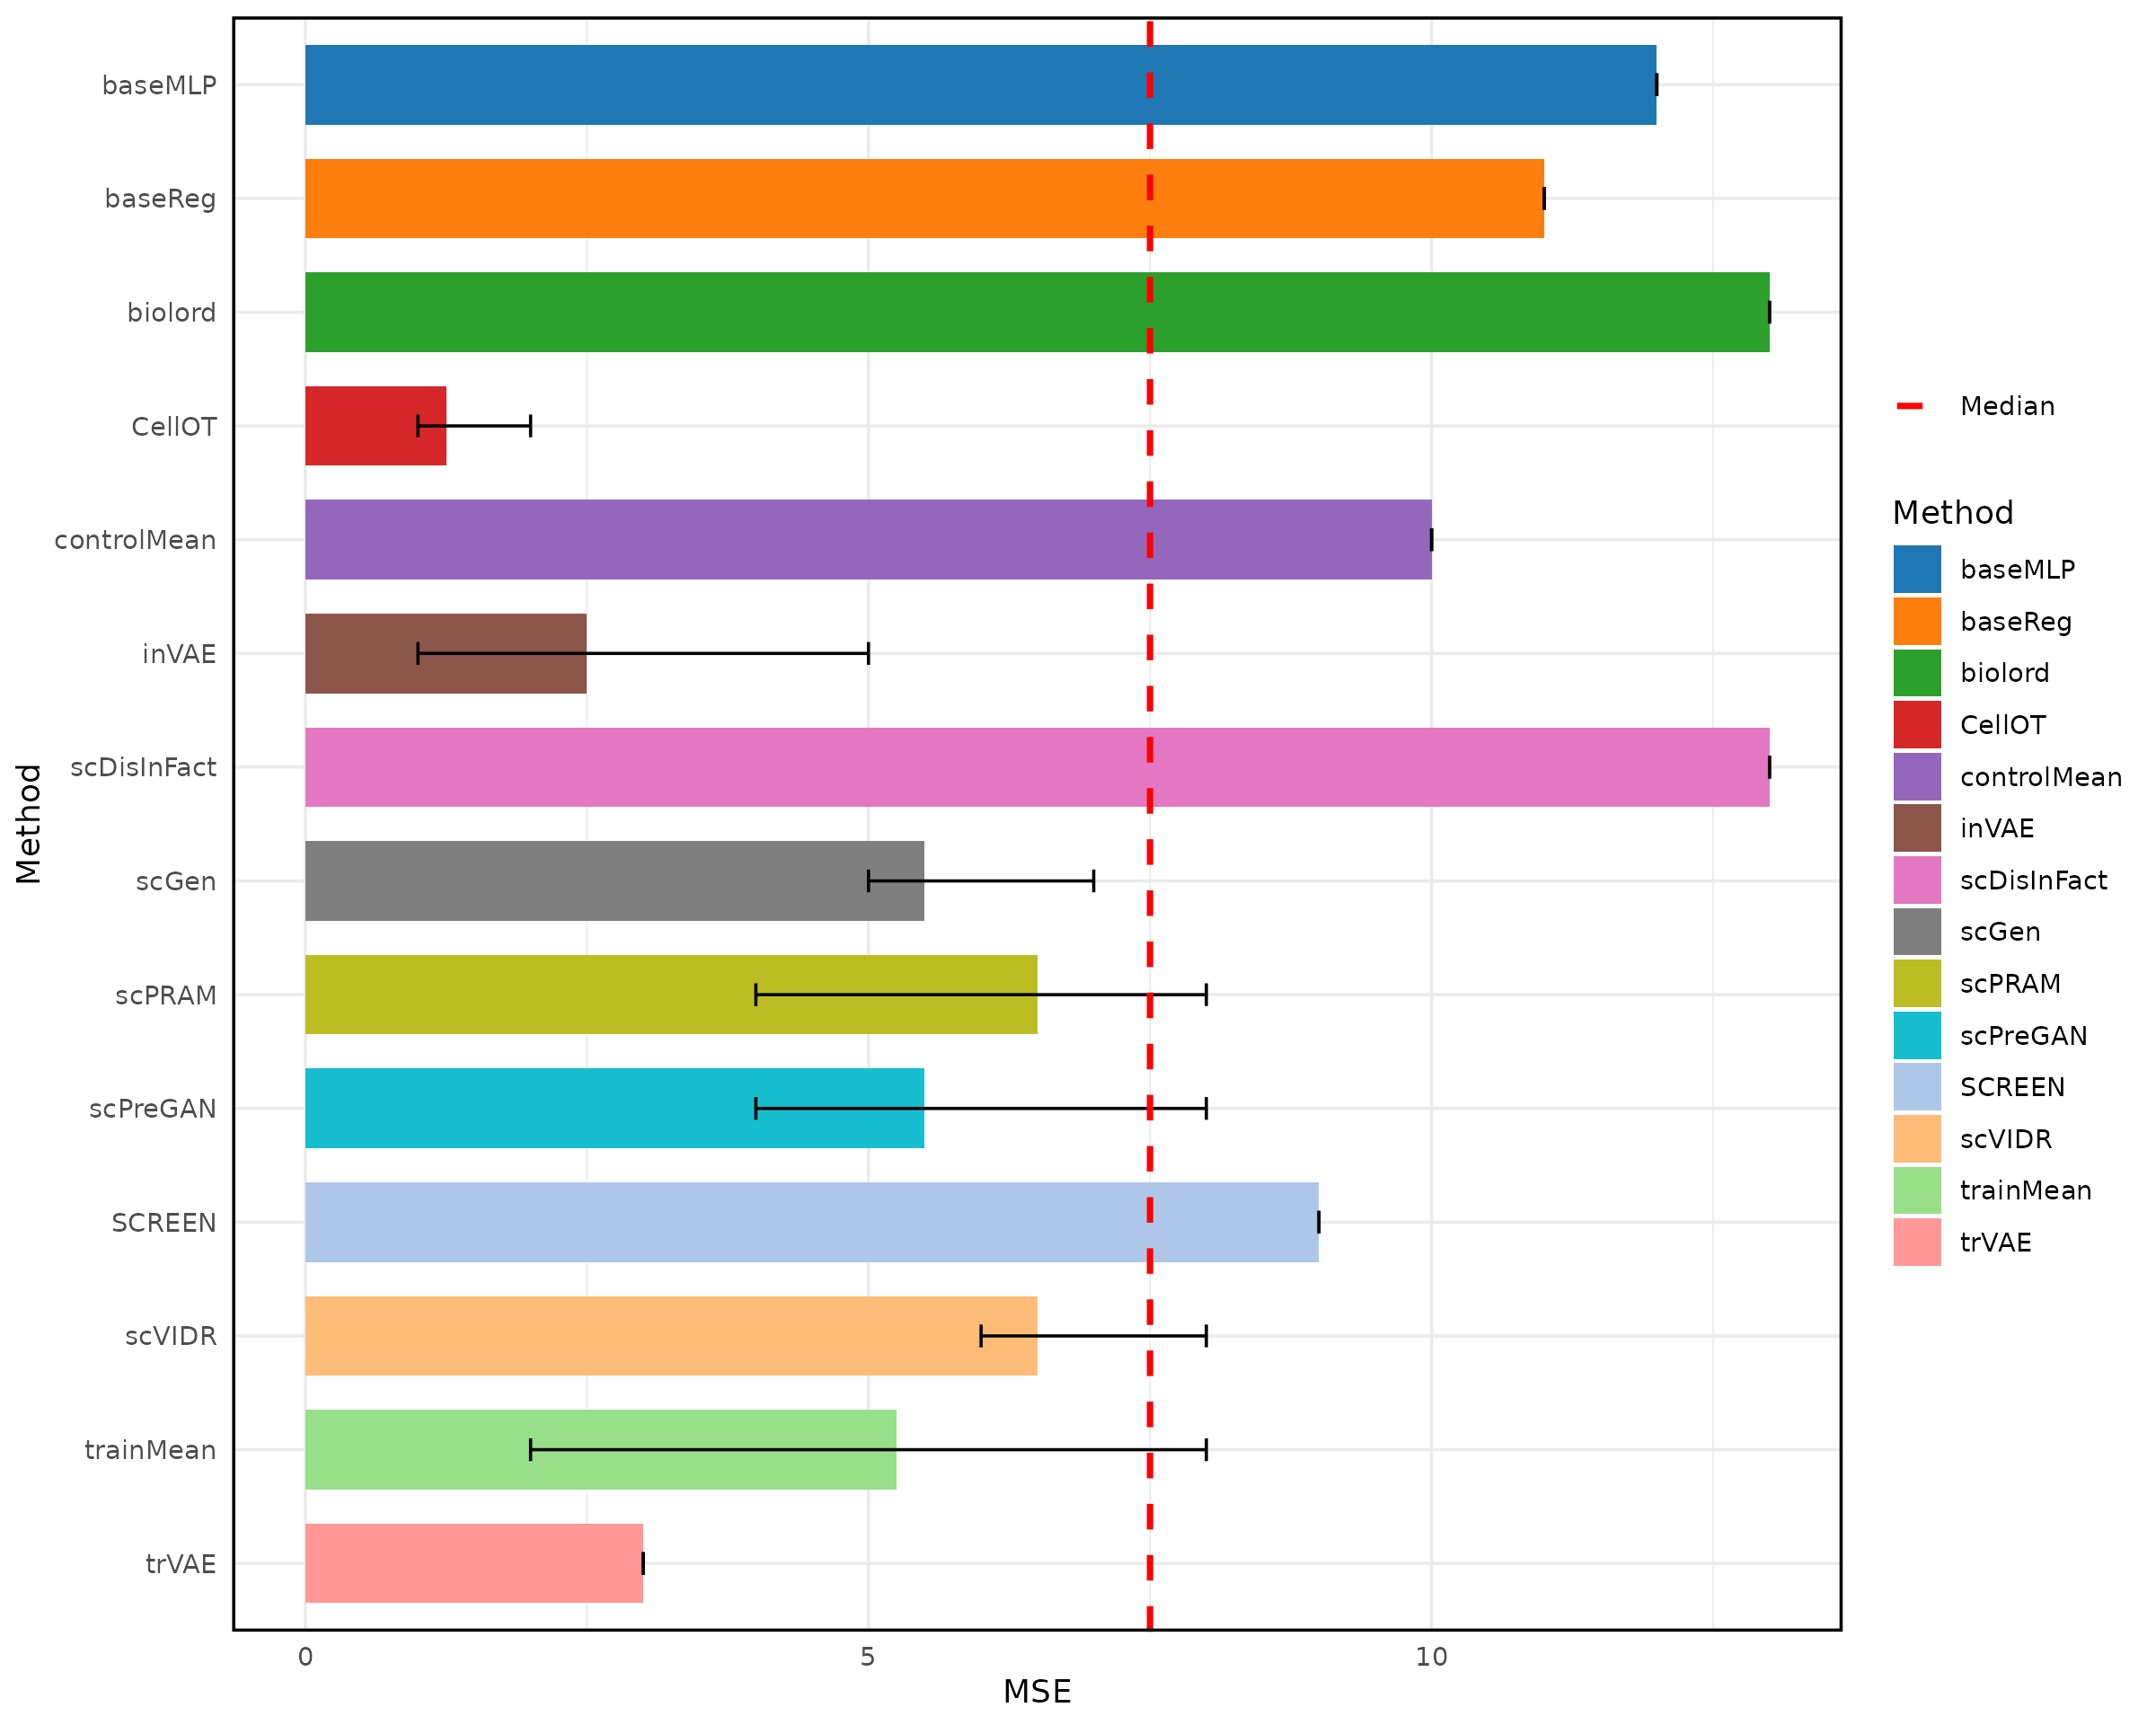 baseMLP
baseReg
biolord
CellOT
controlMean
inVAE
scDisInFact
scGen
scPRAM
scPreGAN
SCREEN
scVIDR
trainMean
trVAE
Method
0 5 10
MSE
Median
Method
baseMLP
baseReg
biolord
CellOT
controlMean
inVAE
scDisInFact
scGen
scPRAM
scPreGAN
SCREEN
scVIDR
trainMean
trVAE